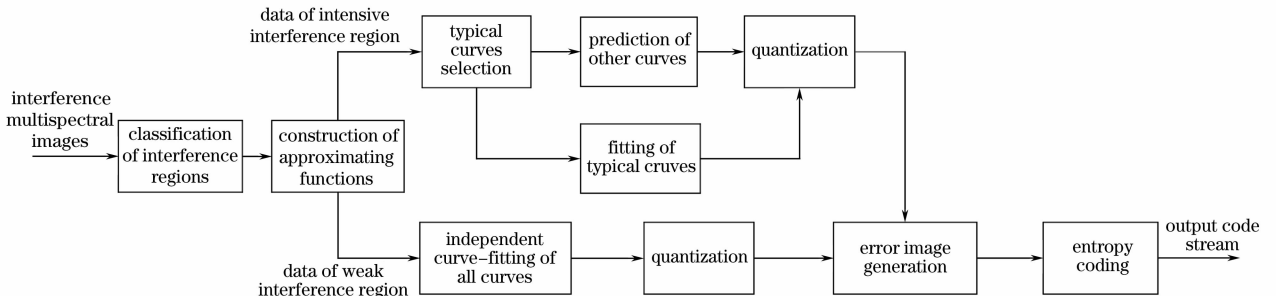 data of intensive
interference region
typical
curves
selection
prediction of
other curves
quantization
interference
multispectral
images
classification
of interference
regions
construction of
approximating
functions
fitting of
typical cruves
independent
curve-fitting of
all curves
quantization
error image
generation
entropy
coding
output code
stream
data of weak
interference region